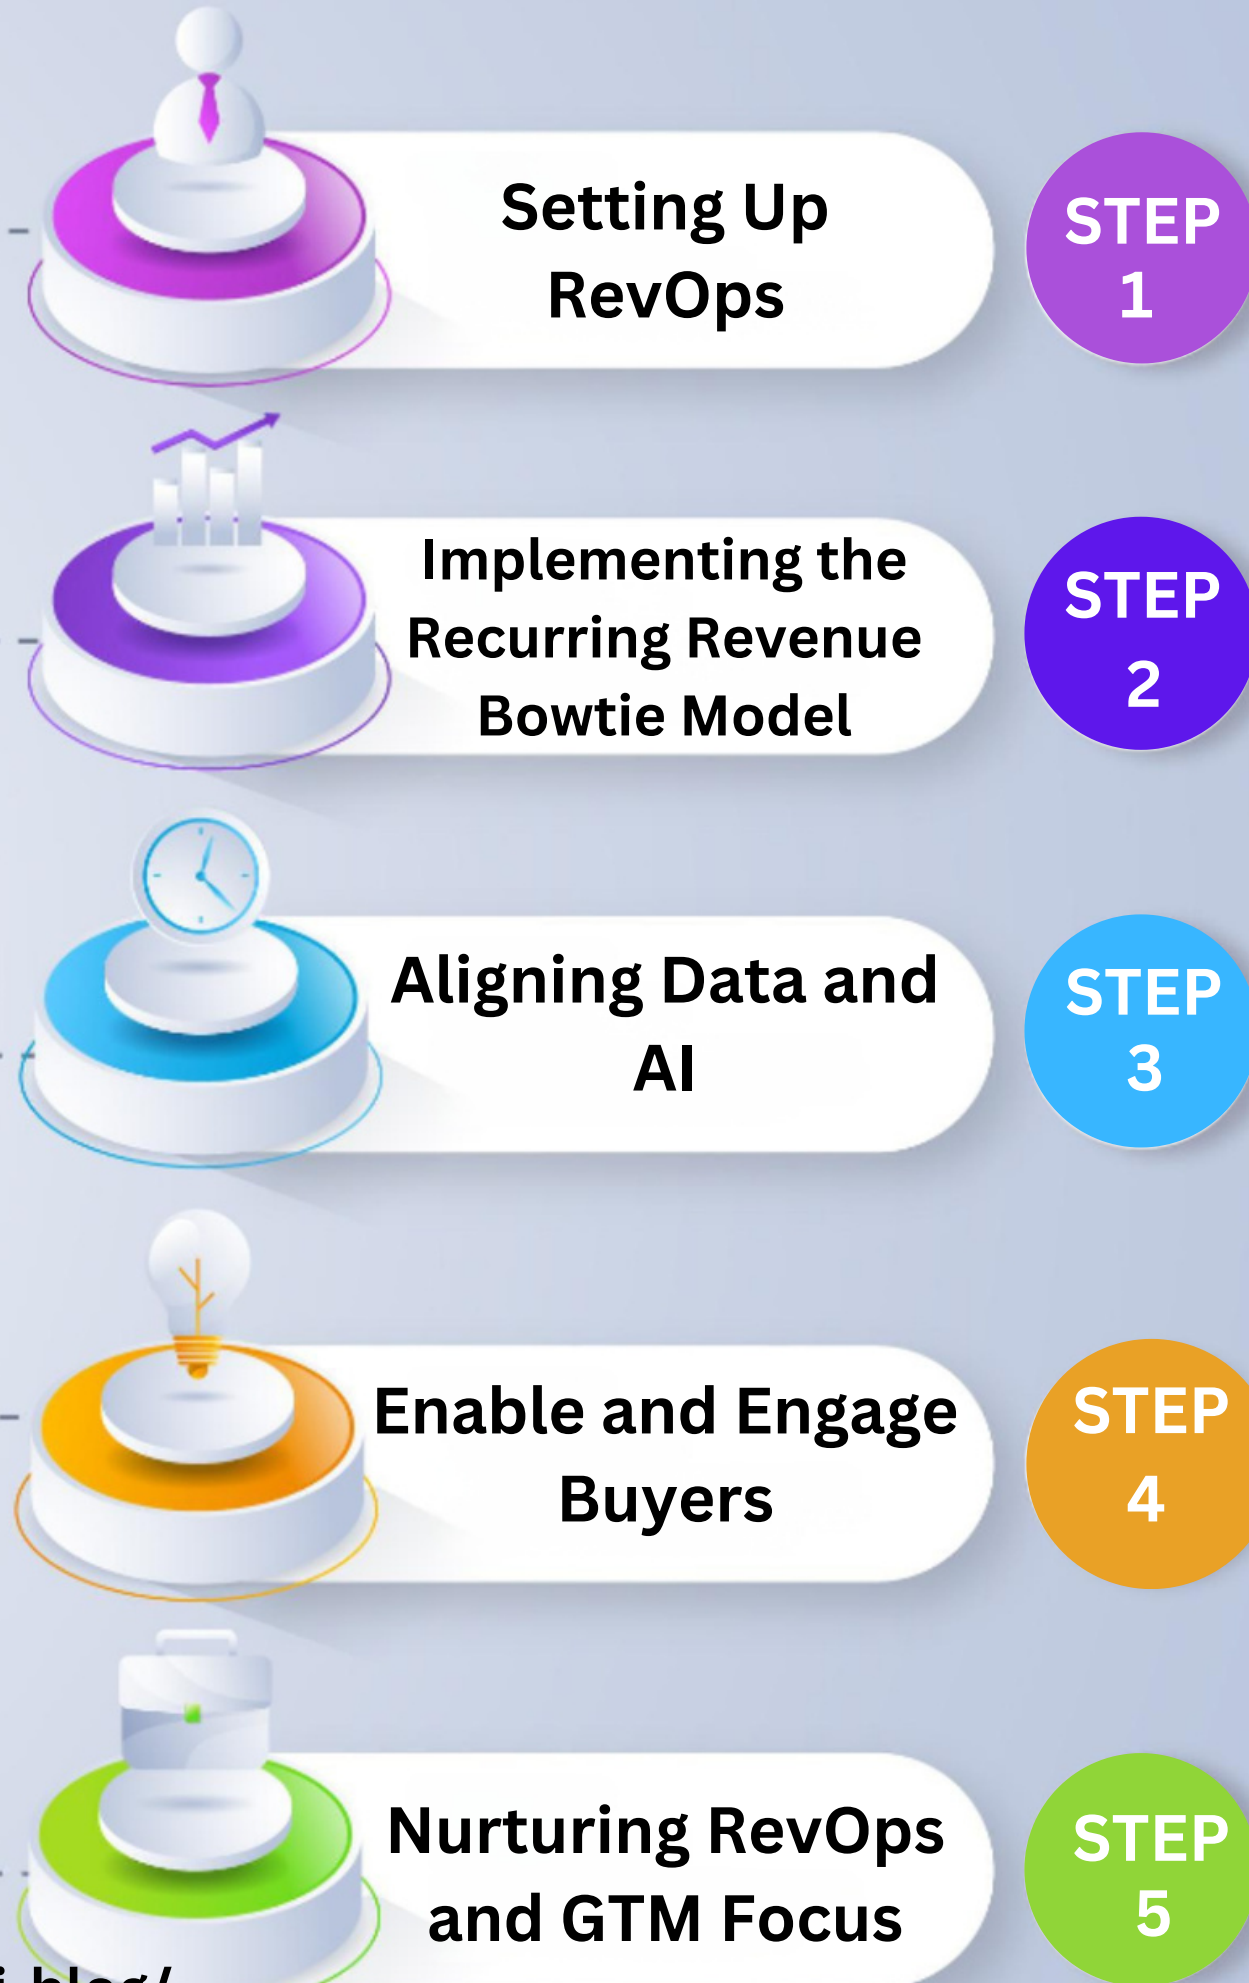 Setting Up
RevOps
STEP
1
Implementing the
Recurring Revenue
Bowtie Model
STEP
2
Aligning Data and
AI
STEP
3
Enable and Engage
Buyers
STEP
4
Nurturing RevOps
and GTM Focus
STEP
5
i-blog/